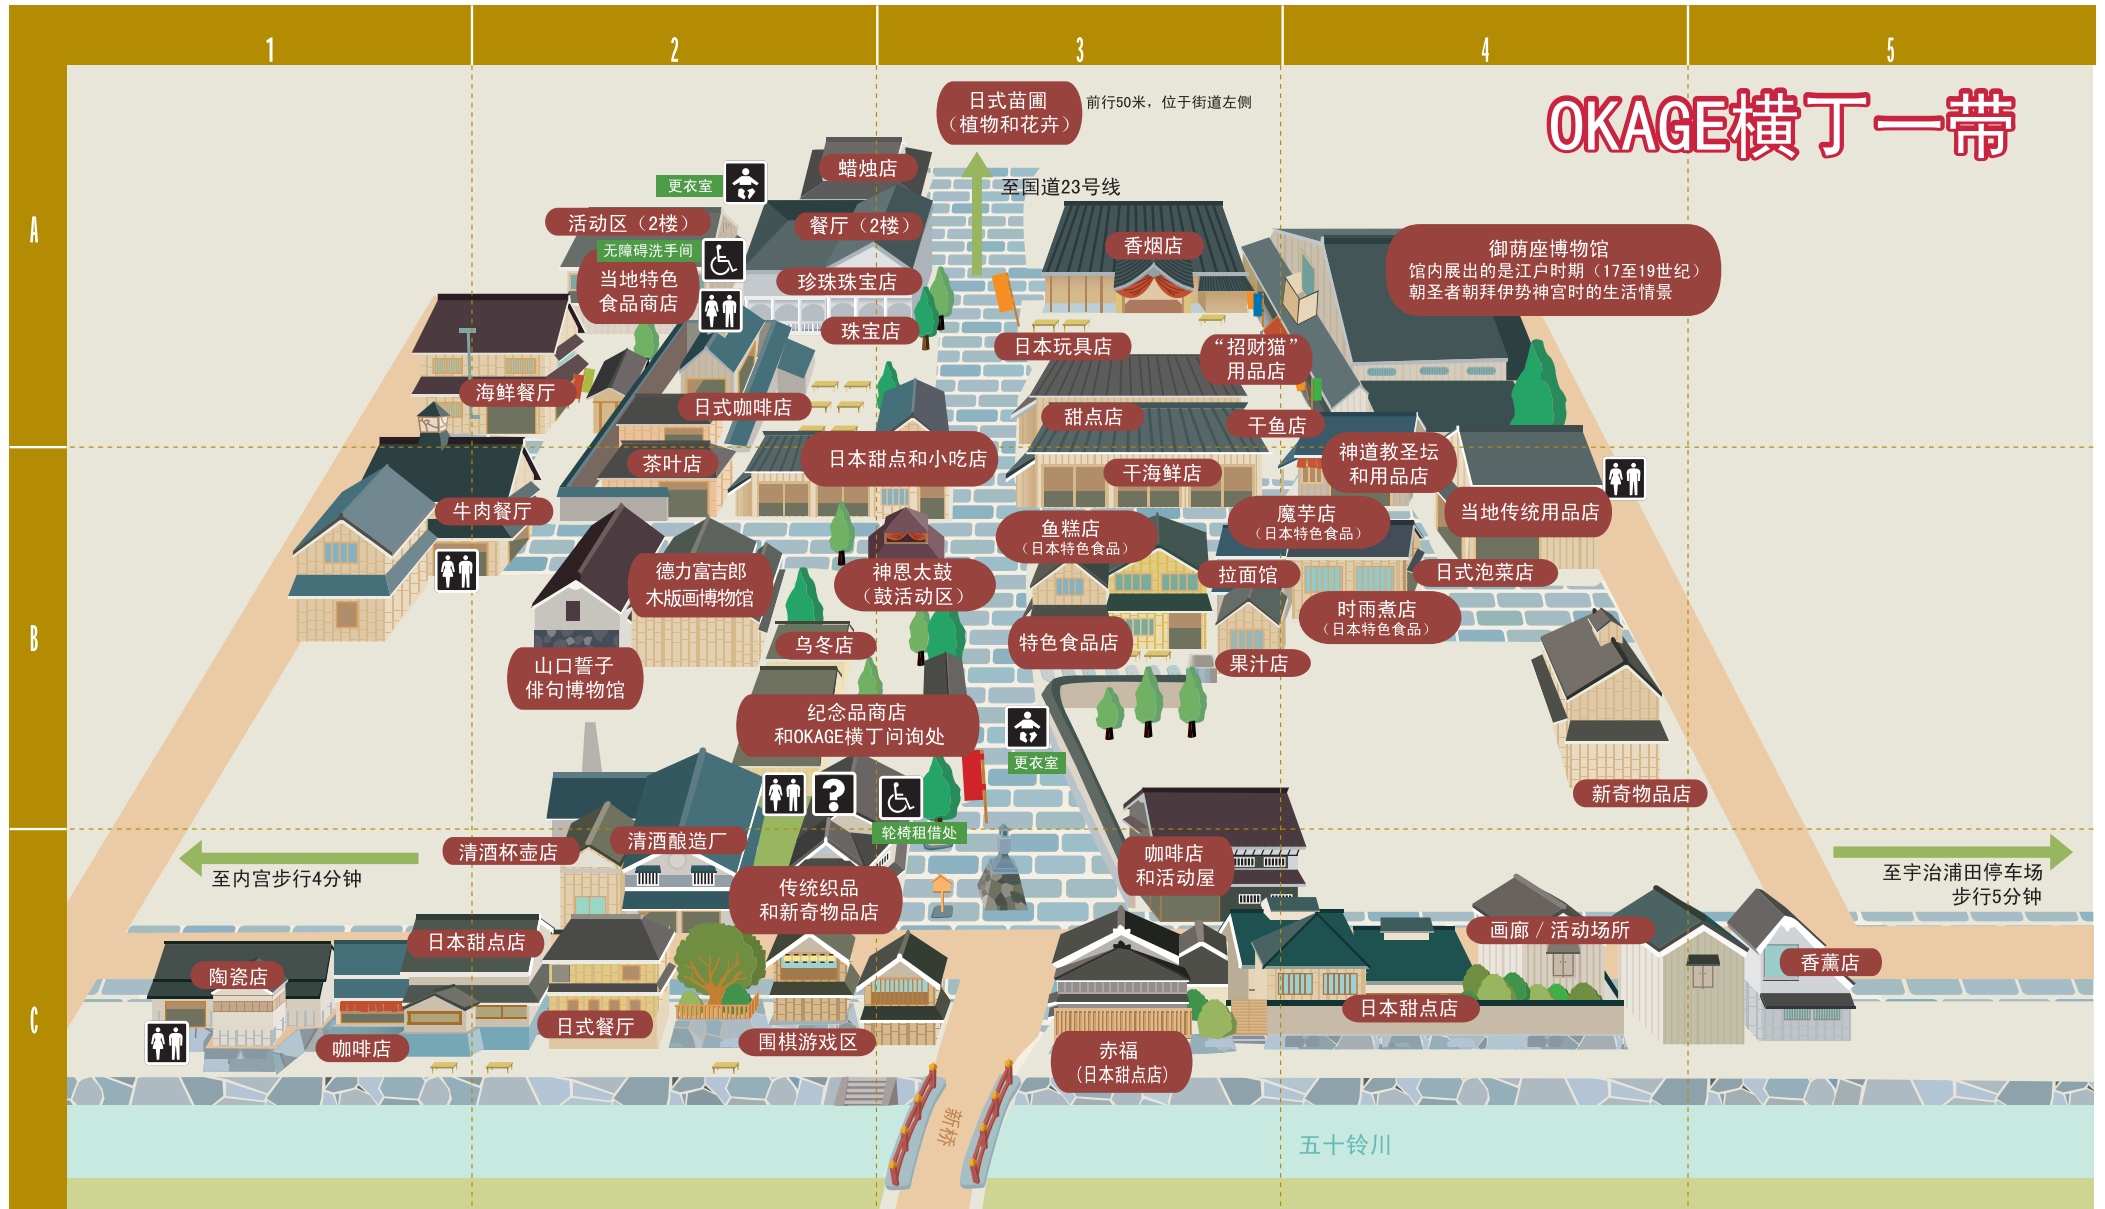 1
2
3
4
5
A
B
C
OKAGE横丁一带
日式苗圃
（植物和花卉）
前行50米，位于街道左侧
至国道23号线
蜡烛店
更衣室
活动区（2楼）
餐厅（2楼）
无障碍洗手间
当地特色
食品商店
珍珠珠宝店
珠宝店
香烟店
御荫座博物馆
馆内展出的是江户时期（17至19世纪）
朝圣者朝拜伊势神宫时的生活情景
日本玩具店
“招财猫”
用品店
海鲜餐厅
日式咖啡店
甜点店
干鱼店
茶叶店
日本甜点和小吃店
干海鲜店
神道教圣坛
和用品店
牛肉餐厅
鱼糕店
（日本特色食品）
魔芋店
（日本特色食品）
当地传统用品店
德力富吉郎
木版画博物馆
神恩太鼓
（鼓活动区）
拉面馆
日式泡菜店
时雨煮店
（日本特色食品）
乌冬店
特色食品店
果汁店
山口誓子
俳句博物馆
纪念品商店
和OKAGE横丁问询处
更衣室
新奇物品店
?
轮椅租借处
清酒杯壶店
清酒酿造厂
咖啡店
和活动屋
至内宫步行4分钟
至宇治浦田停车场
步行5分钟
传统织品
和新奇物品店
日本甜点店
画廊 / 活动场所
陶瓷店
香薰店
日本甜点店
日式餐厅
咖啡店
围棋游戏区
赤福
（日本甜点店）
新桥
五十铃川